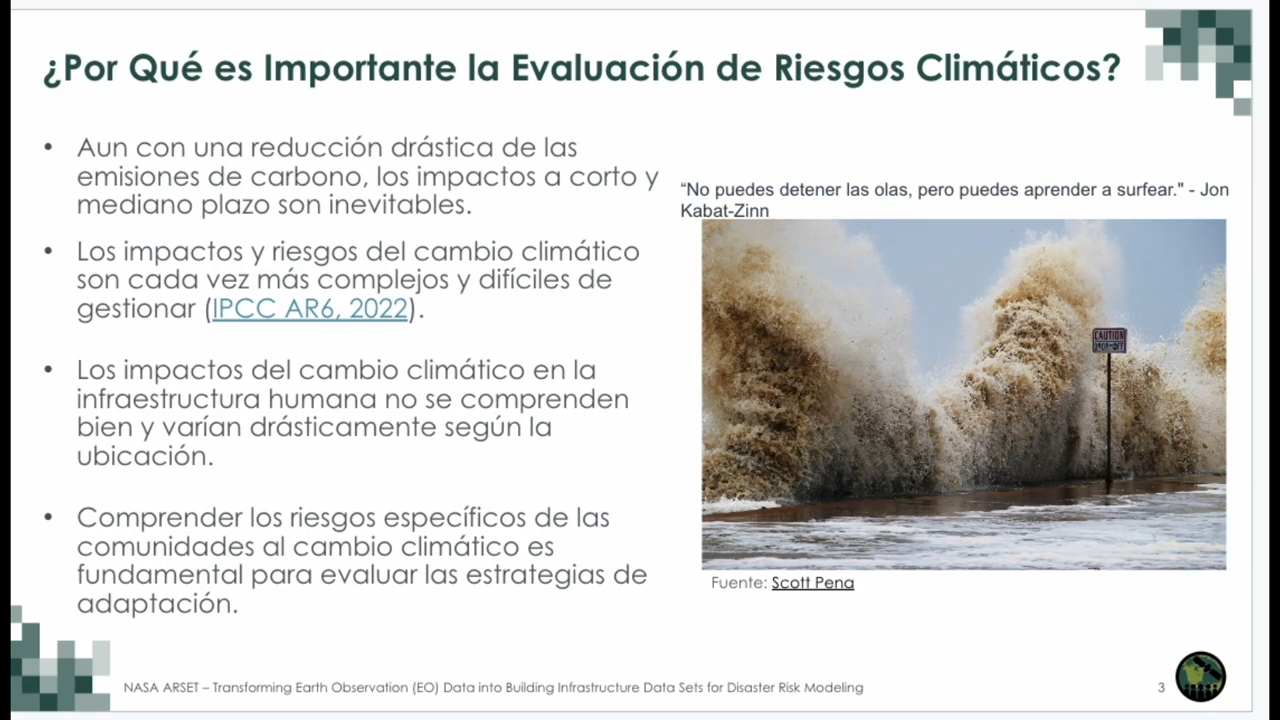 ¿Por Qué es Importante la Evaluación de Riesgos Climáticos?
• Aun con una reducción drástica de las
emisiones de carbono, los impactos a corto y
mediano plazo son inevitables.
• Los impactos y riesgos del cambio climático
son cada vez más complejos y difíciles de
gestionar (IPCC AR6, 2022).
• Los impactos del cambio climático en la
infraestructura humana no se comprenden
bien y varían drásticamente según la
ubicación.
• Comprender los riesgos específicos de las
comunidades al cambio climático es
fundamental para evaluar las estrategias de
adaptación.
“No puedes detener las olas, pero puedes aprender a surfear." - Jon
Kabat-Zinn
CAUTION
DROP-OFF
Fuente: Scott Pena
NASA ARSET – Transforming Earth Observation (EO) Data into Building Infrastructure Data Sets for Disaster Risk Modeling
3